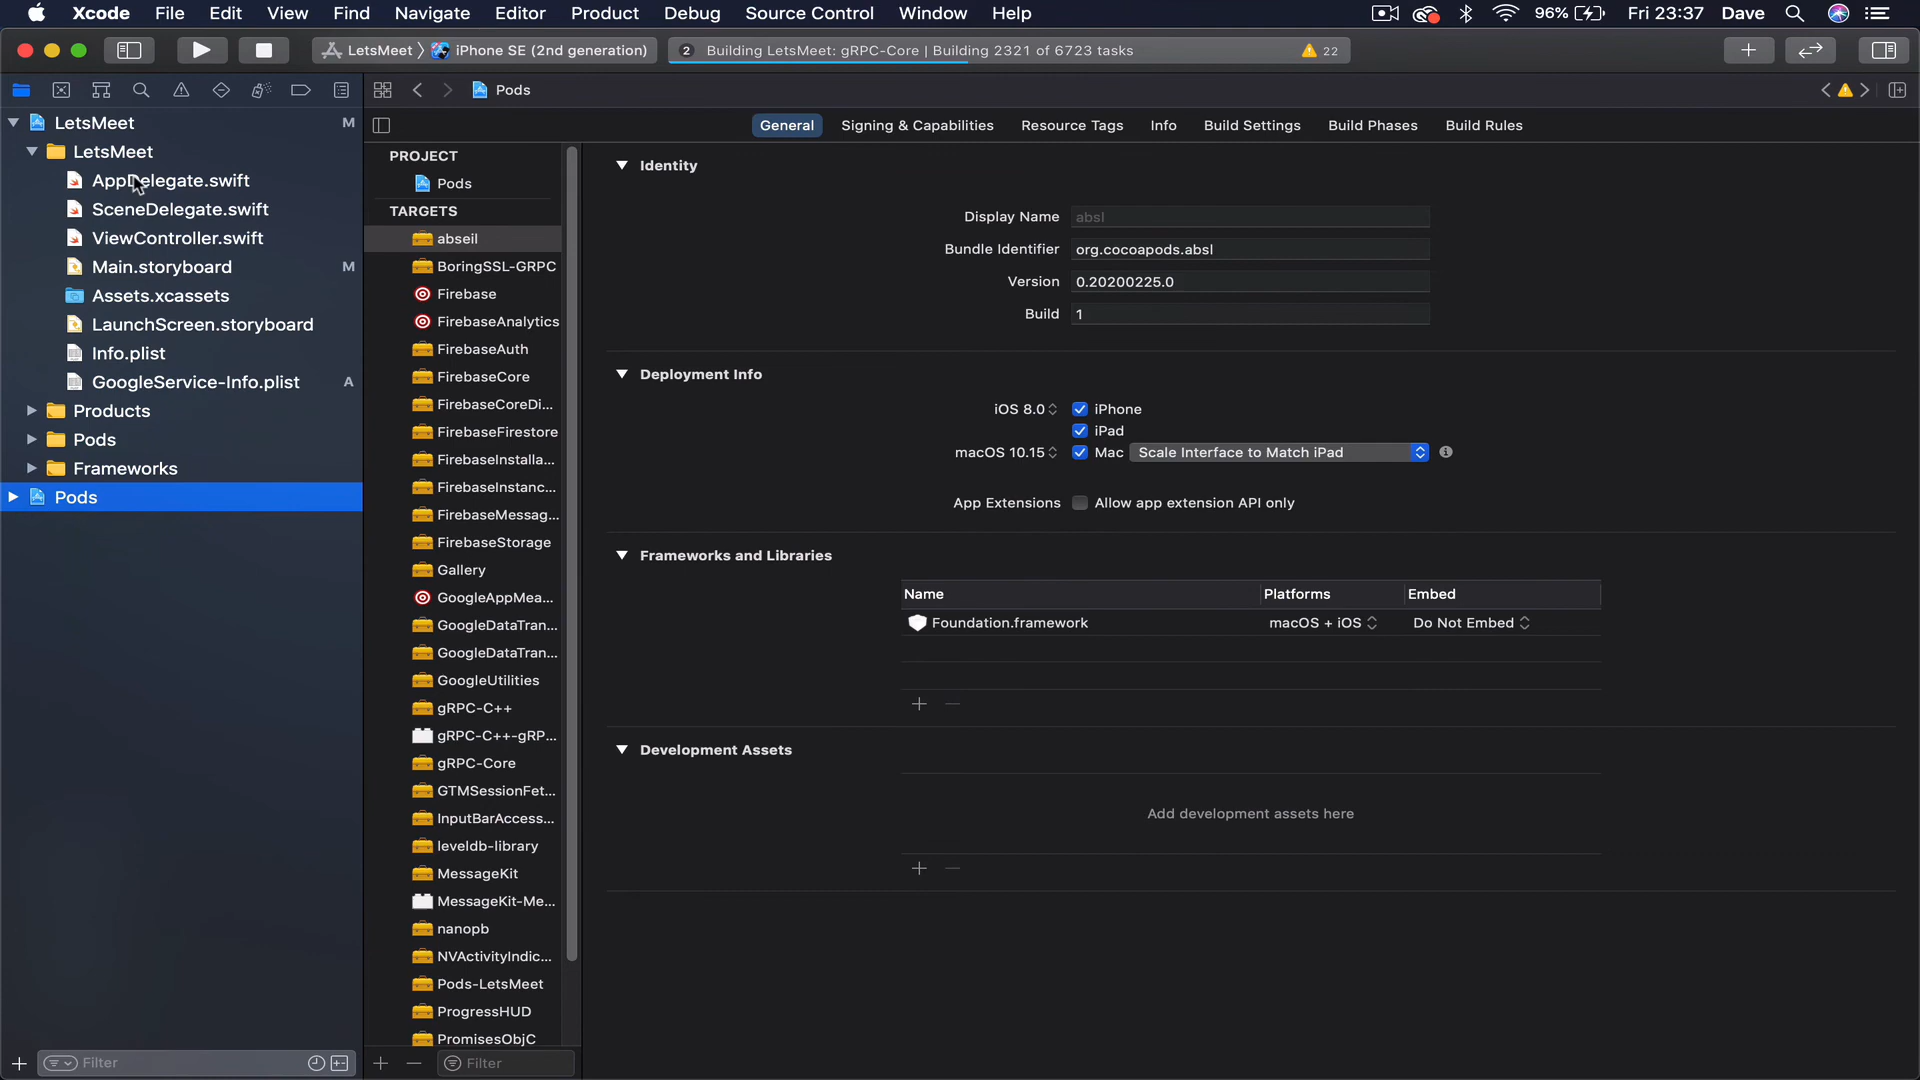 Xcode File Edit View Find Navigate Editor Product Debug Source Control Window Help 96% Fri 23:37 Dave
LetsMeet iPhone SE (2nd generation) 2 Building LetsMeet: gRPC-Core | Building 2321 of 6723 tasks 22
Pods
LetsMeet M
LetsMeet
AppDelegate.swift
SceneDelegate.swift
ViewController.swift
Main.storyboard M
Assets.xcassets
LaunchScreen.storyboard
Info.plist
GoogleService-Info.plist A
Products
Pods
Frameworks
Pods
Filter
General Signing & Capabilities Resource Tags Info Build Settings Build Phases Build Rules
PROJECT
Pods
TARGETS
abseil
BoringSSL-GRPC
Firebase
FirebaseAnalytics
FirebaseAuth
FirebaseCore
FirebaseCoreDi...
FirebaseFirestore
FirebaseInstalla...
FirebaseInstanc...
FirebaseMessag...
FirebaseStorage
Gallery
GoogleAppMea...
GoogleDataTran...
GoogleDataTran...
GoogleUtilities
gRPC-C++
gRPC-C++-gRP...
gRPC-Core
GTMSessionFet...
InputBarAccess...
leveldb-library
MessageKit
MessageKit-Me...
nanopb
NVActivityIndic...
Pods-LetsMeet
ProgressHUD
PromisesObjC
Filter
Identity
Display Name absl
Bundle Identifier org.cocoapods.absl
Version 0.20200225.0
Build 1
Deployment Info
iOS 8.0 iPhone
iPad
macOS 10.15 Mac Scale Interface to Match iPad
App Extensions Allow app extension API only
Frameworks and Libraries
Name Platforms Embed
Foundation.framework macOS + iOS Do Not Embed
Development Assets
Add development assets here